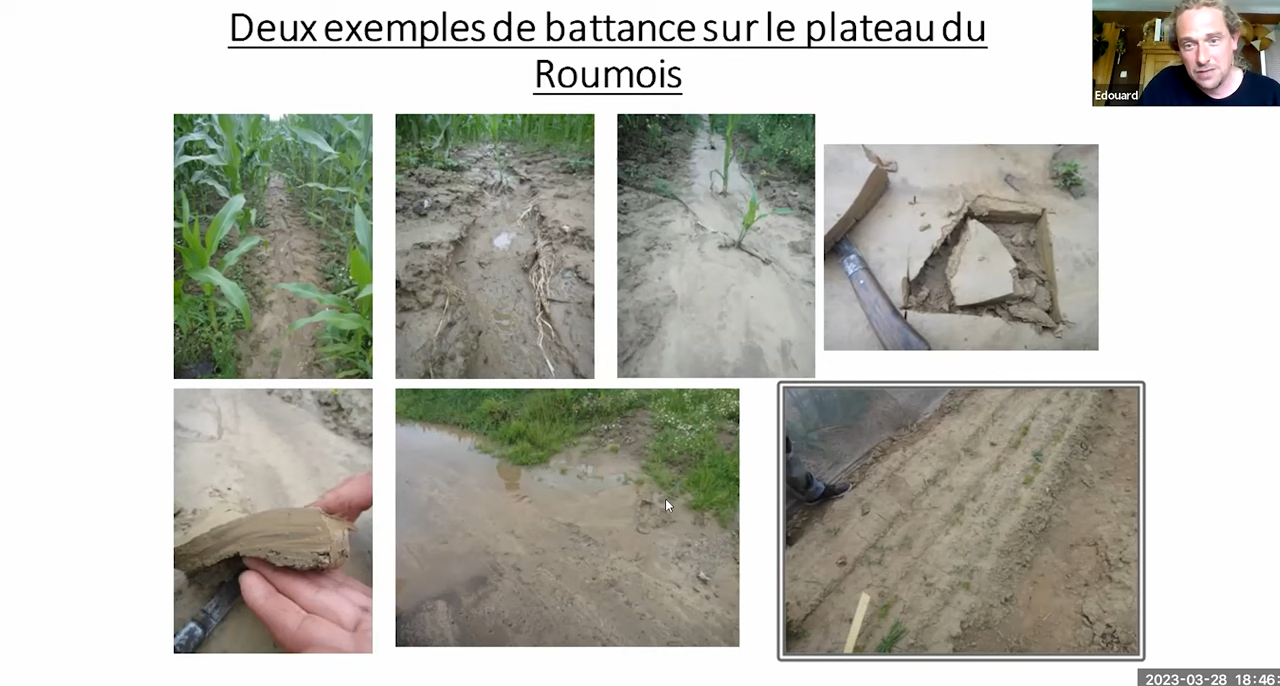 Deux exemples de battance sur le plateau du
Roumois
Edouard
2023-03-28 18:46: